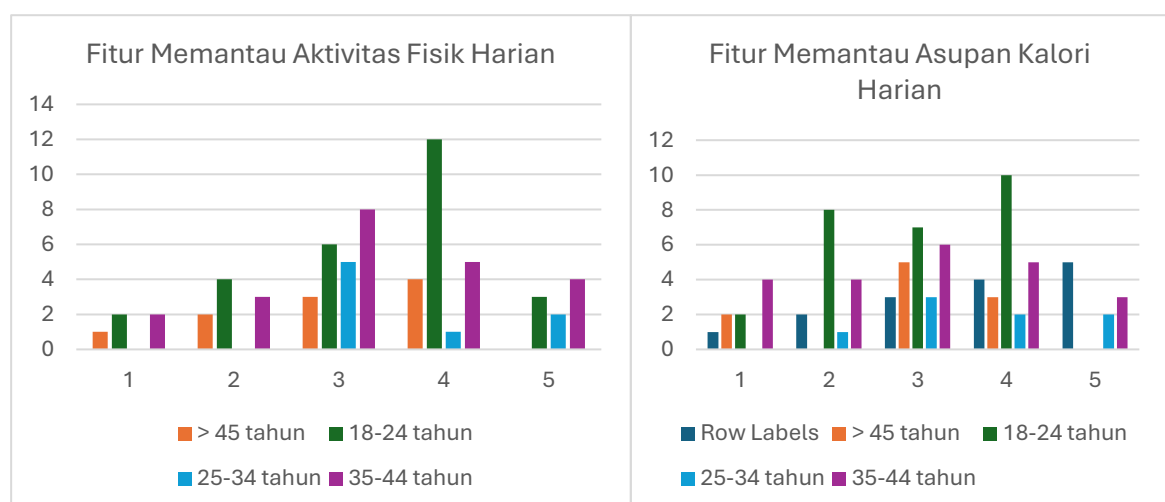 Fitur Memantau Aktivitas Fisik Harian
14
12
10
8
6
4
2
0
1 2 3 4 5
> 45 tahun 18-24 tahun
25-34 tahun 35-44 tahun
Fitur Memantau Asupan Kalori
Harian
12
10
8
6
4
2
0
1 2 3 4 5
Row Labels > 45 tahun 18-24 tahun
25-34 tahun 35-44 tahun